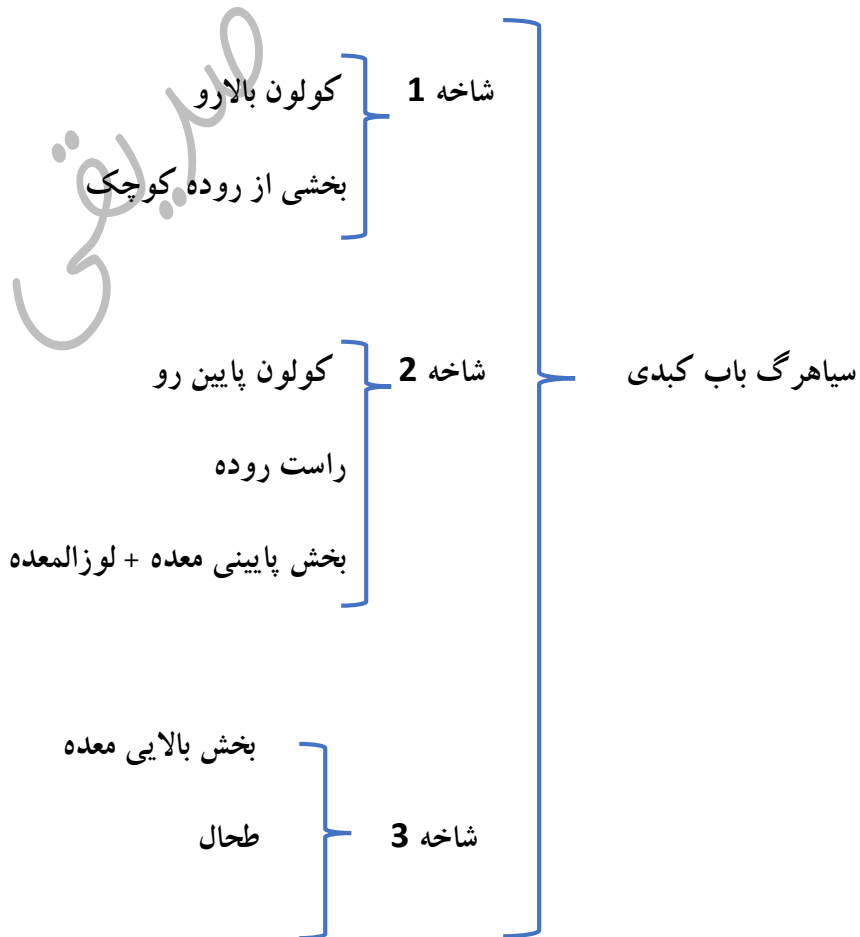 صدیقی
شاخه 1 کولون بالارو
بخشی از روده کوچک
سیاهرگ باب کبدی شاخه 2 کولون پایین رو
راست روده
بخش پایینی معده + لوزالمعده
بخش بالایی معده
شاخه 3 طحال